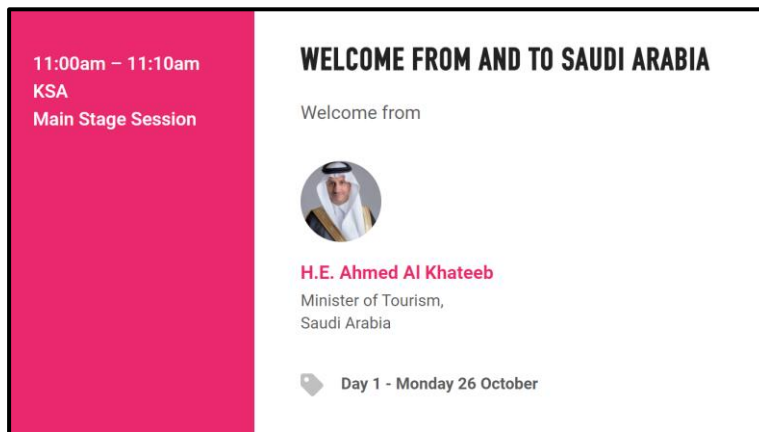 11:00am – 11:10am
KSA
Main Stage Session
WELCOME FROM AND TO SAUDI ARABIA
Welcome from
H.E. Ahmed Al Khateeb
Minister of Tourism,
Saudi Arabia
Day 1 - Monday 26 October